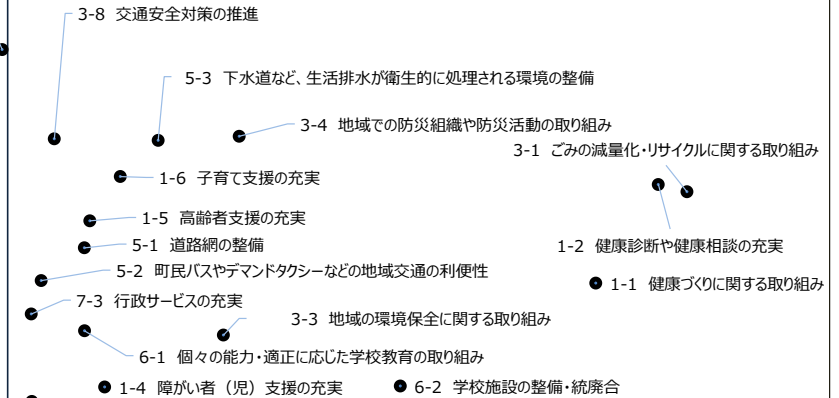 3-8 交通安全対策の推進
5-3 下水道など、生活排水が衛生的に処理される環境の整備
3-4 地域での防災組織や防災活動の取り組み
3-1 ごみの減量化・リサイクルに関する取り組み
1-6 子育て支援の充実
1-5 高齢者支援の充実
5-1 道路網の整備
1-2 健康診断や健康相談の充実
5-2 町民バスやデマンドタクシーなどの地域交通の利便性
1-1 健康づくりに関する取り組み
7-3 行政サービスの充実
3-3 地域の環境保全に関する取り組み
6-1 個々の能力・適正に応じた学校教育の取り組み
1-4 障がい者（児）支援の充実
6-2 学校施設の整備・統廃合